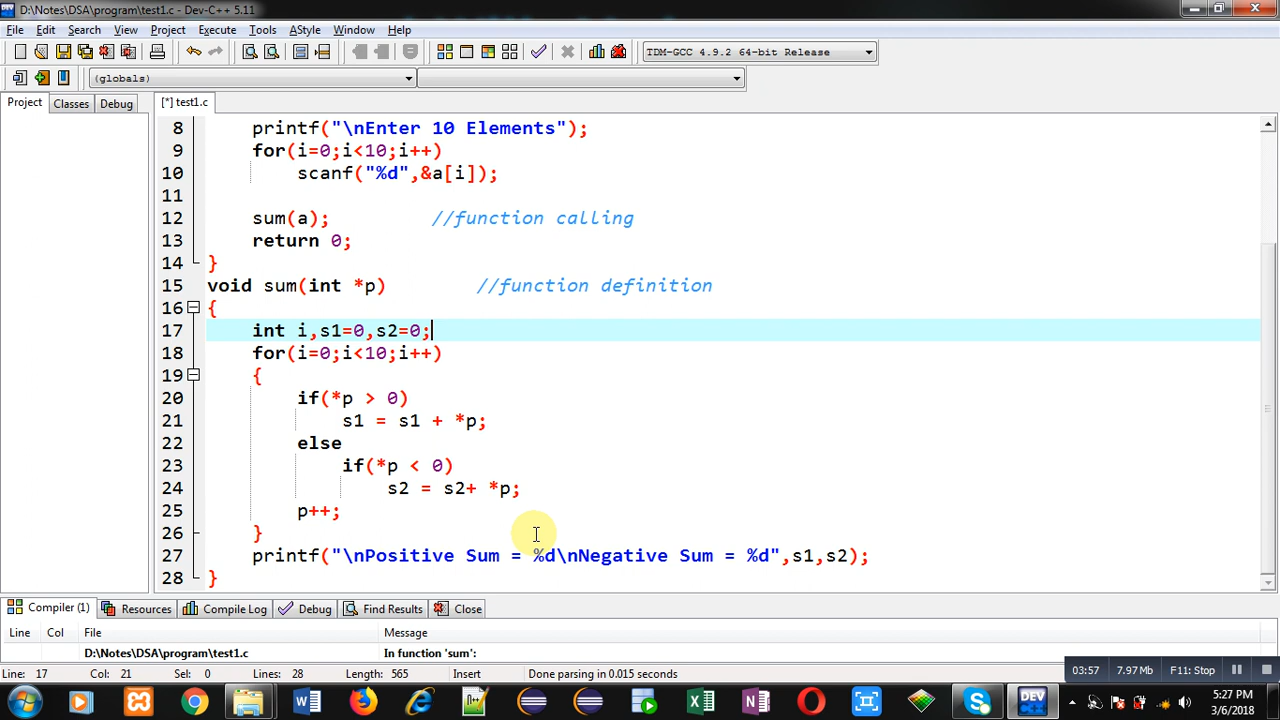 D:\Notes\DSA\program\test1.c - Dev-C++ 5.11
File Edit Search View Project Execute Tools AStyle Window Help
TDM-GCC 4.9.2 64-bit Release
(globals)
Project Classes Debug [*] test1.c
8 printf("\nEnter 10 Elements");
9 for(i=0;i<10;i++)
10 scanf("%d",&a[i]);
11
12 sum(a); //function calling
13 return 0;
14 }
15 void sum(int *p) //function definition
16 {
17 int i,s1=0,s2=0;
18 for(i=0;i<10;i++)
19 {
20 if(*p > 0)
21 s1 = s1 + *p;
22 else
23 if(*p < 0)
24 s2 = s2+ *p;
25 p++;
26 }
27 printf("\nPositive Sum = %d\nNegative Sum = %d",s1,s2);
28 }
Compiler (1) Resources Compile Log Debug Find Results Close
Line Col File Message
D:\Notes\DSA\program\test1.c In function 'sum':
03:57 7.97 Mb F11: Stop
Line: 17 Col: 21 Sel: 0 Lines: 28 Length: 565 Insert Done parsing in 0.015 seconds
DEV
5:27 PM
3/6/2018